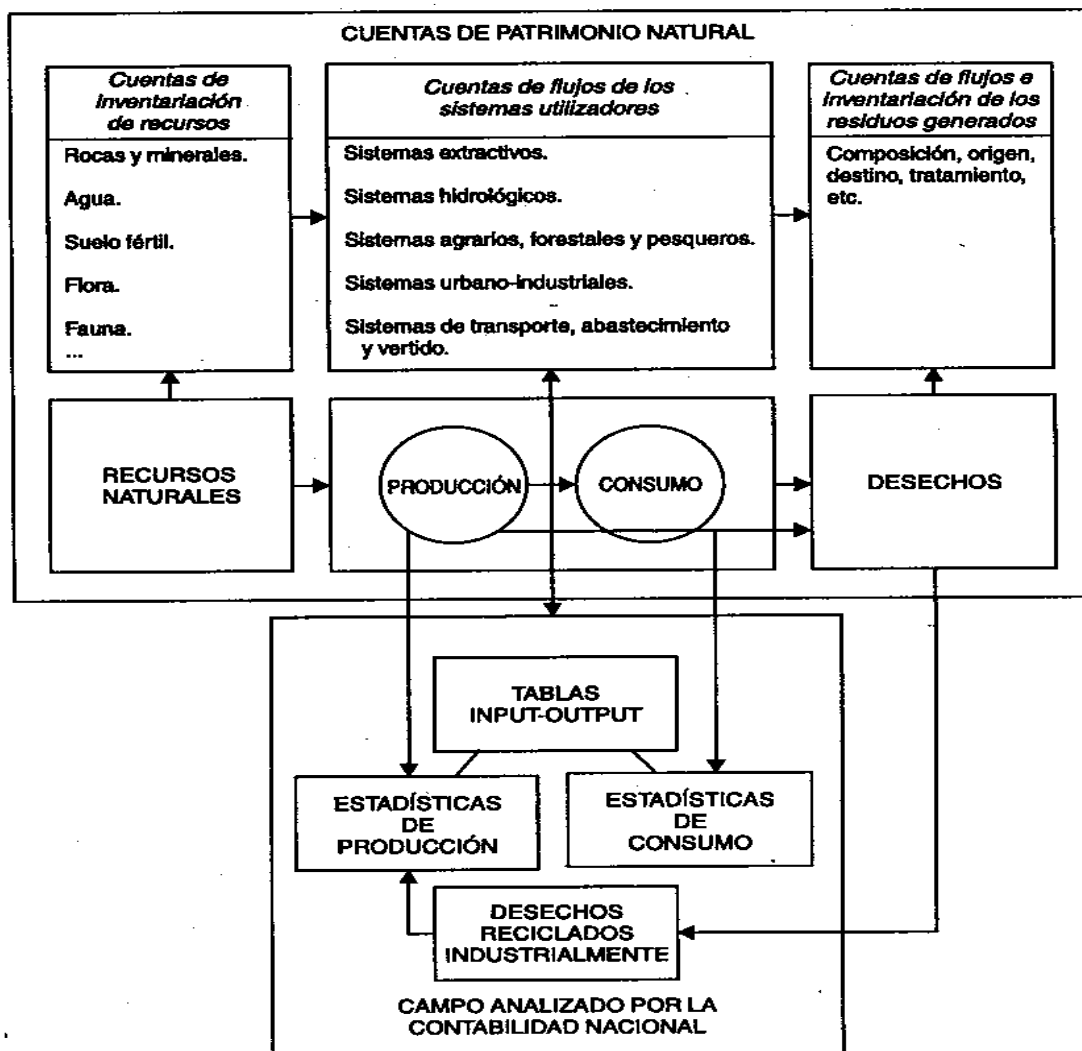 CUENTAS DE PATRIMONIO NATURAL
Cuentas de
inventariación
de recursos
Rocas y minerales.
Agua.
Suelo fértil.
Flora.
Fauna.
...
Cuentas de flujos de los
sistemas utilizadores
Sistemas extractivos.
Sistemas hidrológicos.
Sistemas agrarios, forestales y pesqueros.
Sistemas urbano-industriales.
Sistemas de transporte, abastecimiento
y vertido.
Cuentas de flujos e
inventariación de los
residuos generados
Composición, origen,
destino, tratamiento,
etc.
RECURSOS
NATURALES
PRODUCCIÓN
CONSUMO
DESECHOS
TABLAS
INPUT-OUTPUT
ESTADÍSTICAS
DE
PRODUCCIÓN
ESTADÍSTICAS
DE
CONSUMO
DESECHOS
RECICLADOS
INDUSTRIALMENTE
CAMPO ANALIZADO POR LA
CONTABILIDAD NACIONAL